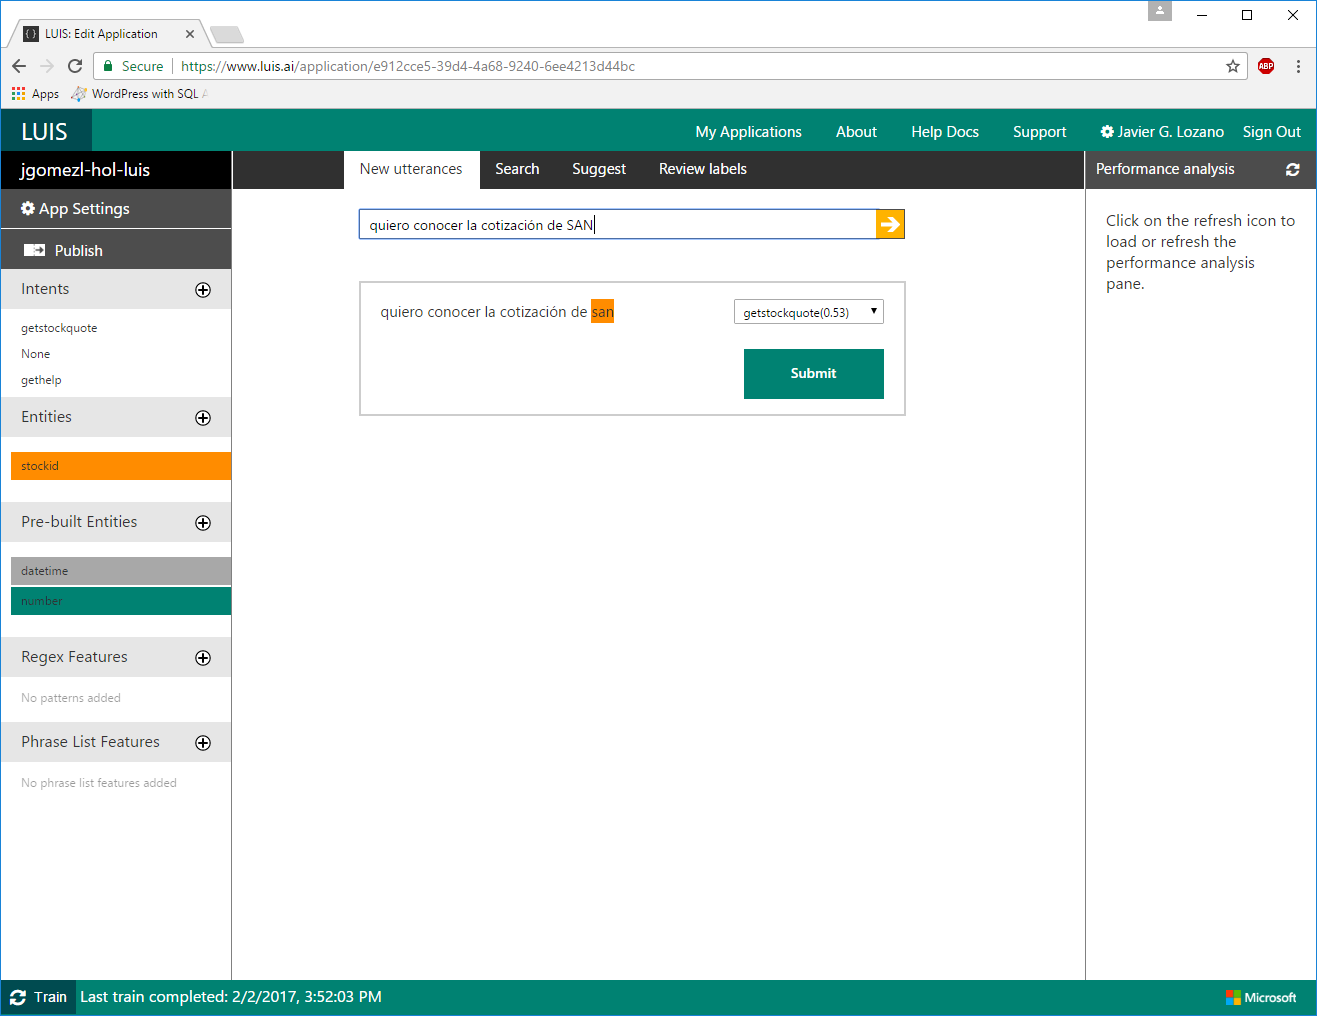 LUIS: Edit Application
Secure
https://www.luis.ai/application/e912cce5-39d4-4a68-9240-6ee4213d44bc
ABP
Apps
WordPress with SQL
LUIS
My Applications
About
Help Docs
Support
Javier G. Lozano
Sign Out
jgomezl-hol-luis
New utterances
Search
Suggest
Review labels
Performance analysis
App Settings
Publish
Intents
getstockquote
None
gethelp
Entities
stockid
Pre-built Entities
datetime
number
Regex Features
No patterns added
Phrase List Features
No phrase list features added
quiero conocer la cotización de SAN
quiero conocer la cotización de san
getstockquote(0.53)
Submit
Click on the refresh icon to
load or refresh the
performance analysis
pane.
Train
Last train completed: 2/2/2017, 3:52:03 PM
Microsoft